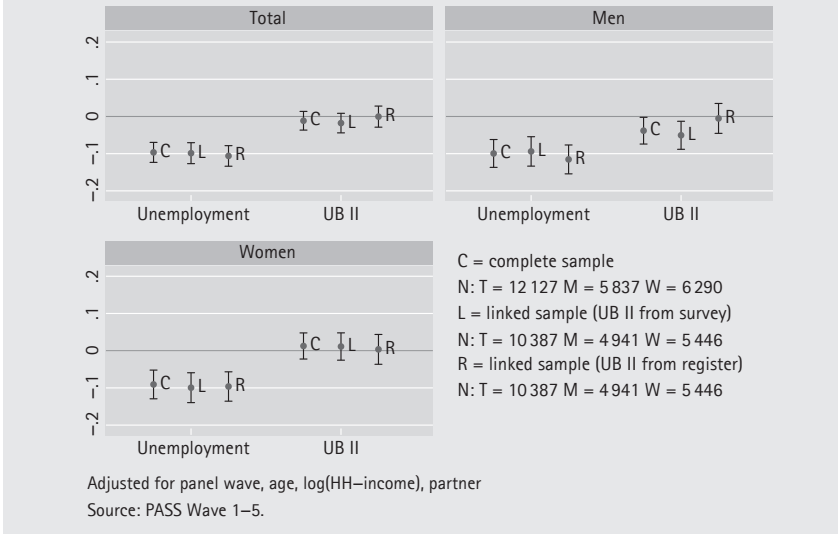 Total
.2
.1
0
−.1
−.2
C
L
R
C
L
R
Unemployment UB II
Men
C
L
R
C
L
R
Unemployment UB II
Women
.2
.1
0
−.1
−.2
C
L
R
C
L
R
Unemployment UB II
C = complete sample
N: T = 12 127 M = 5 837 W = 6 290
L = linked sample (UB II from survey)
N: T = 10 387 M = 4 941 W = 5 446
R = linked sample (UB II from register)
N: T = 10 387 M = 4 941 W = 5 446
Adjusted for panel wave, age, log(HH−income), partner
Source: PASS Wave 1–5.